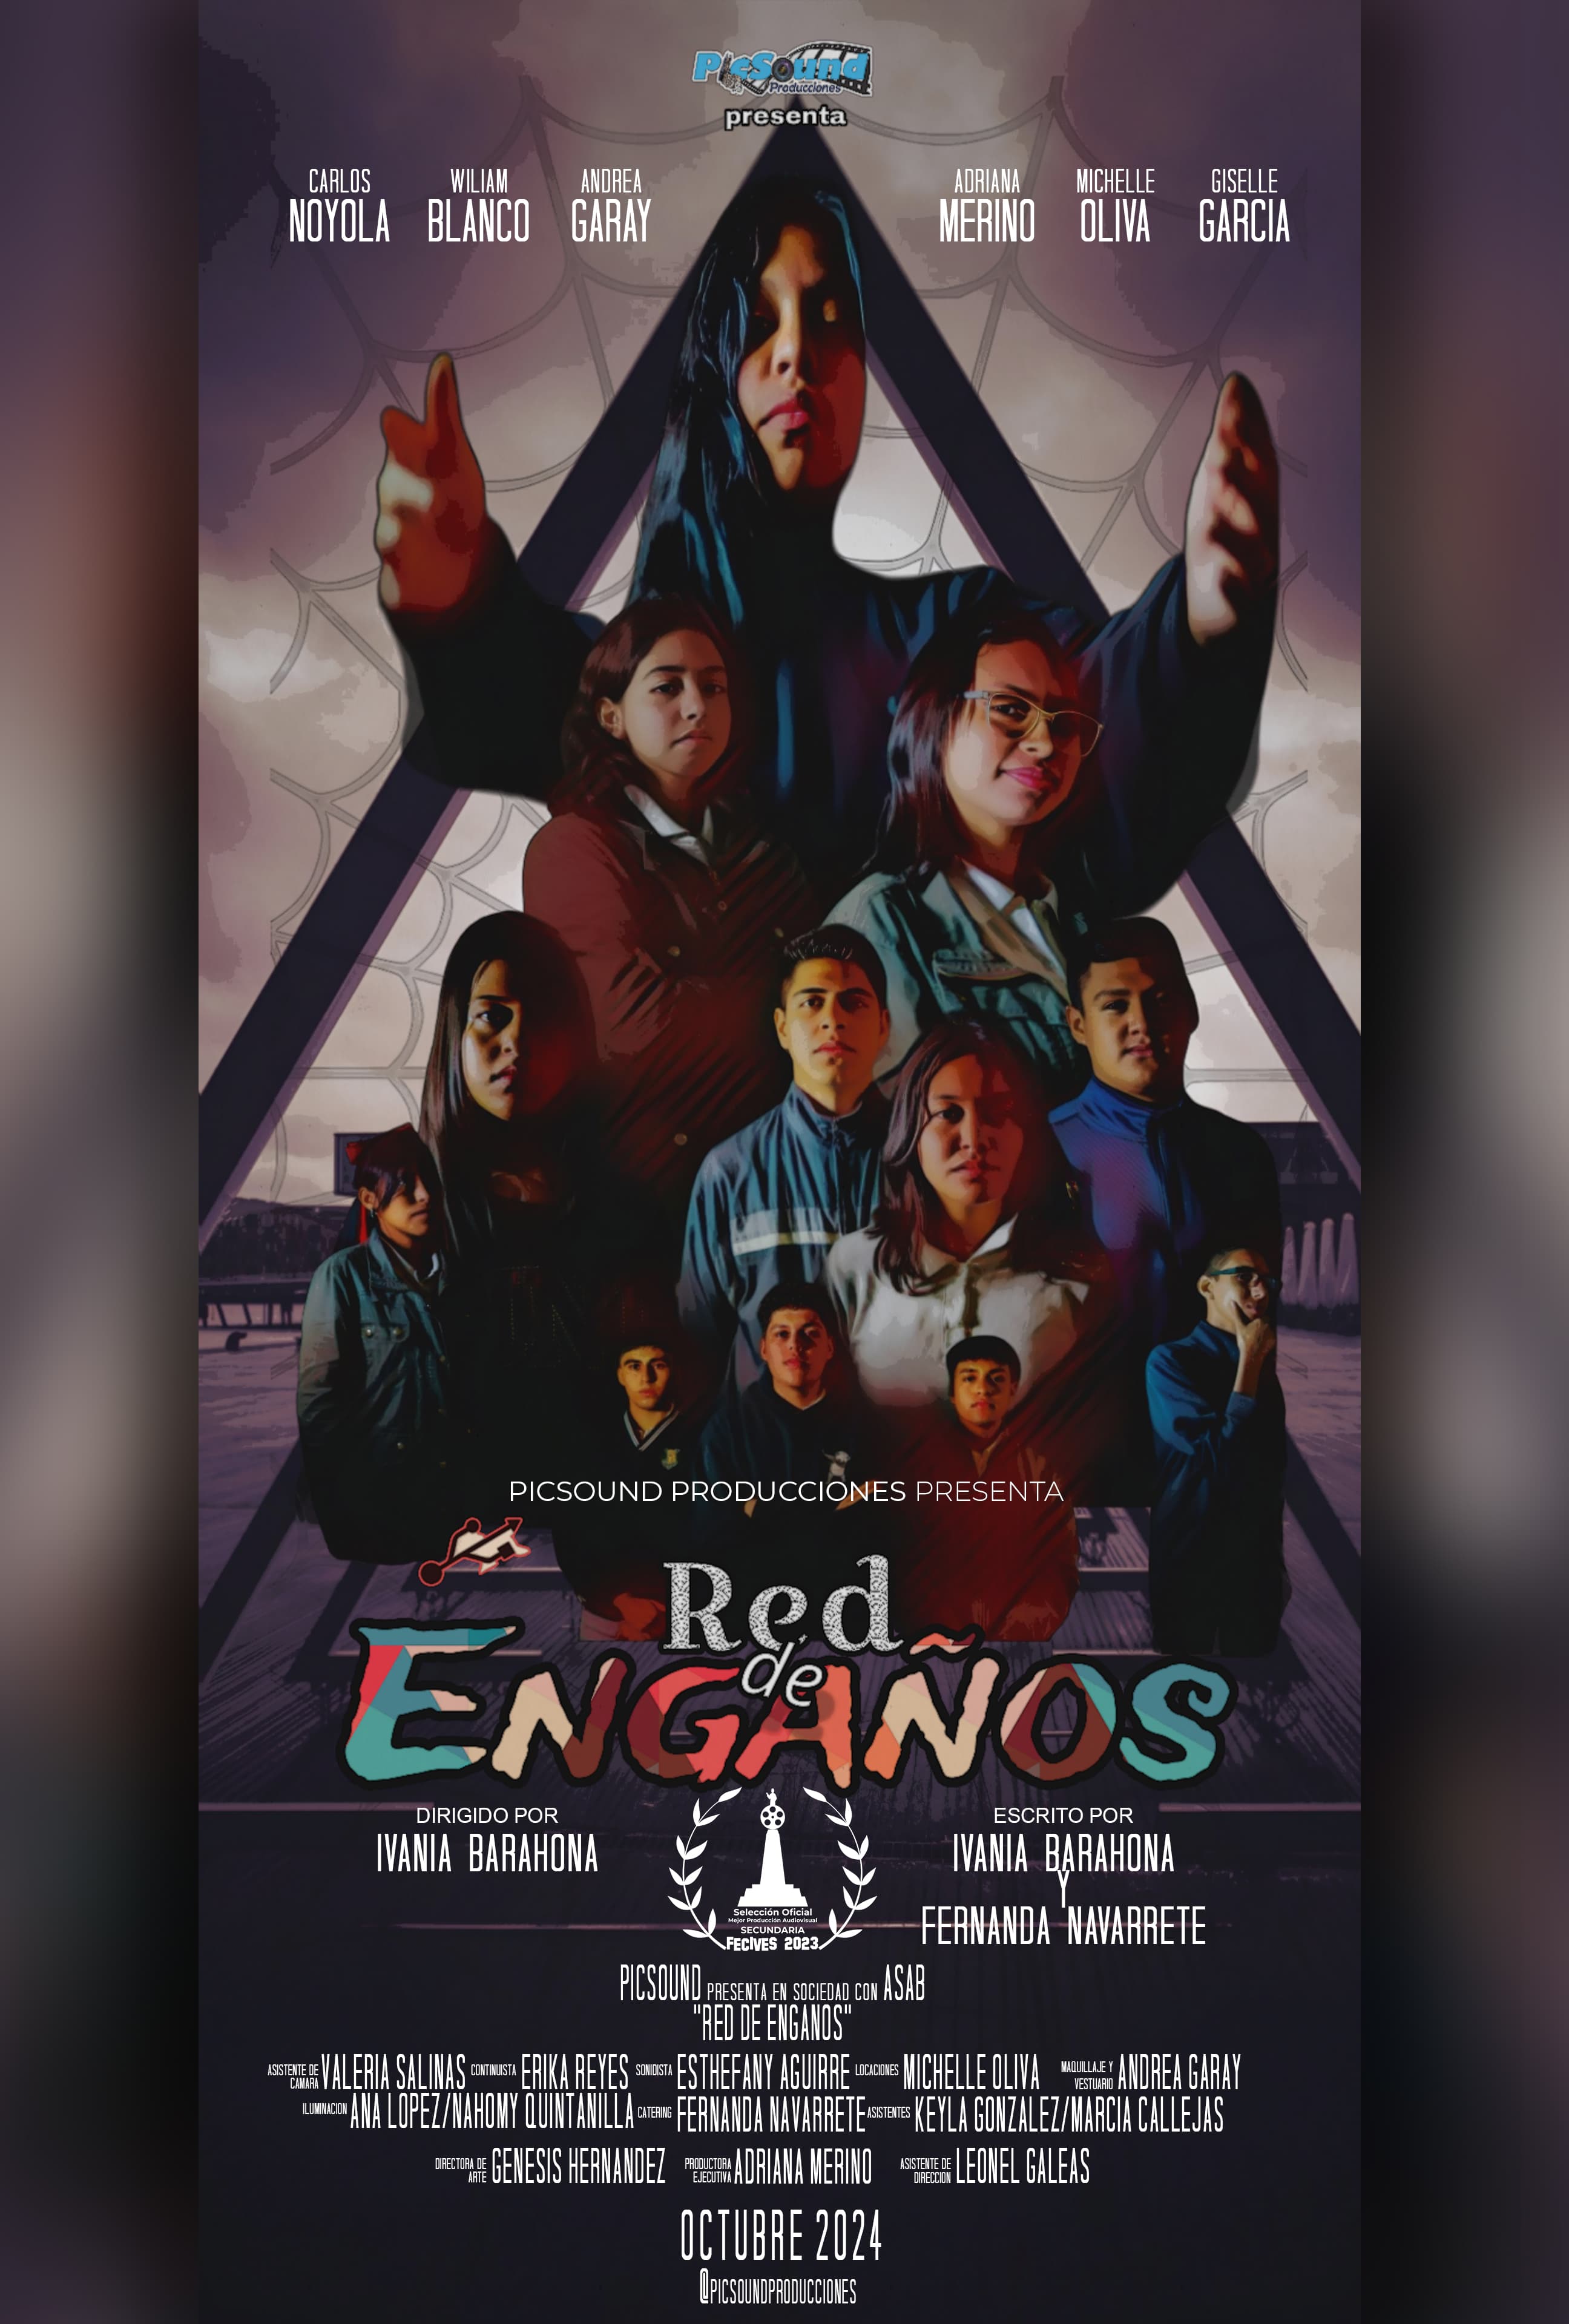 PicSound
Producciones
presenta
CARLOS NOYOLA
WILIAM BLANCO
ANDREA GARAY
ADRIANA MERINO
MICHELLE OLIVA
GISELLE GARCIA
PICSOUND PRODUCCIONES PRESENTA
Red
de
ENGAÑOS
DIRIGIDO POR
IVANIA BARAHONA
Selección Oficial
Mejor Producción Audiovisual
SECUNDARIA
FECIVES 2023
ESCRITO POR
IVANIA BARAHONA
Y
FERNANDA NAVARRETE
PICSOUND PRESENTA EN SOCIEDAD CON ASAB
"RED DE ENGANOS"
ASISTENTE DE CAMARA VALERIA SALINAS CONTINUISTA ERIKA REYES SONIDISTA ESTHEFANY AGUIRRE LOCACIONES MICHELLE OLIVA MAQUILLAJE Y VESTUARIO ANDREA GARAY
ILUMINACION ANA LOPEZ/NAHOMY QUINTANILLA CATERING FERNANDA NAVARRETE ASISTENTES KEYLA GONZALEZ/MARCIA CALLEJAS
DIRECTORA DE ARTE GENESIS HERNANDEZ PRODUCTORA EJECUTIVA ADRIANA MERINO ASISTENTE DE DIRECCION LEONEL GALEAS
OCTUBRE 2024
@PICSOUNDPRODUCCIONES